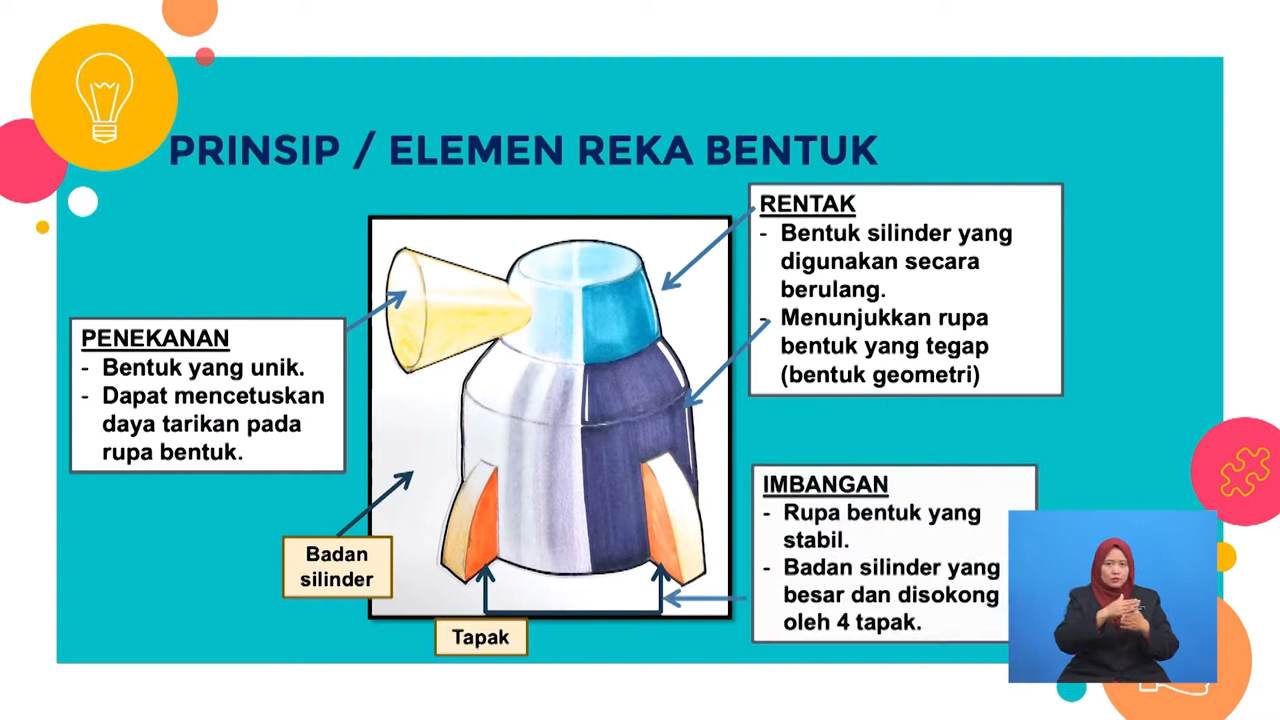 PRINSIP / ELEMEN REKA BENTUK
PENEKANAN
- Bentuk yang unik.
- Dapat mencetuskan
daya tarikan pada
rupa bentuk.
RENTAK
- Bentuk silinder yang
digunakan secara
berulang.
- Menunjukkan rupa
bentuk yang tegap
(bentuk geometri)
IMBANGAN
- Rupa bentuk yang
stabil.
- Badan silinder yang
besar dan disokong
oleh 4 tapak.
Badan
silinder
Tapak